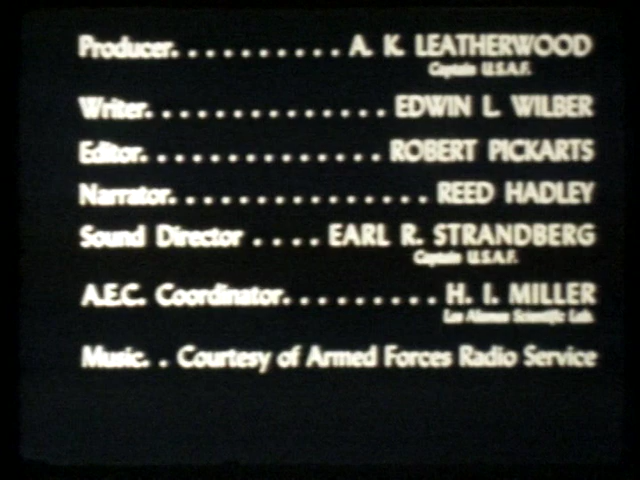 Producer. . . . . . . . . . . A. K. LEATHERWOOD
Captain U.S.A.F.
Writer. . . . . . . . . . . . . . . EDWIN L. WILBER
Editor. . . . . . . . . . . . . . . ROBERT PICKARTS
Narrator. . . . . . . . . . . . . . . . REED HADLEY
Sound Director . . . . EARL R. STRANDBERG
Captain U.S.A.F.
A.E.C. Coordinator. . . . . . . . . . H. I. MILLER
Los Alamos Scientific Lab.
Music. . Courtesy of Armed Forces Radio Service